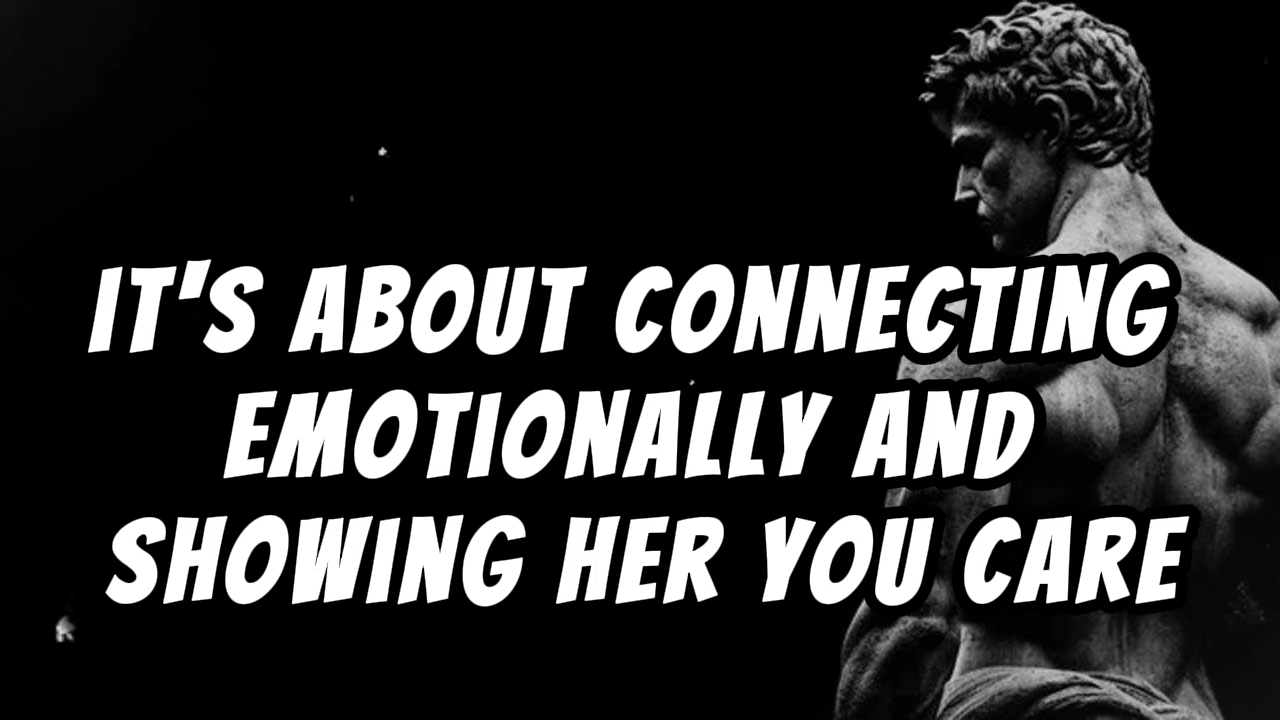 IT'S ABOUT CONNECTING
EMOTIONALLY AND
SHOWING HER YOU CARE